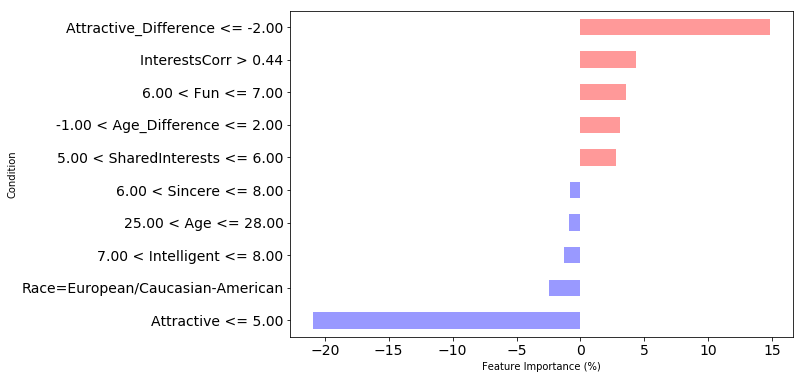 Attractive_Difference <= -2.00
InterestsCorr > 0.44
6.00 < Fun <= 7.00
-1.00 < Age_Difference <= 2.00
5.00 < SharedInterests <= 6.00
6.00 < Sincere <= 8.00
25.00 < Age <= 28.00
7.00 < Intelligent <= 8.00
Race=European/Caucasian-American
Attractive <= 5.00
Condition
−20 −15 −10 −5 0 5 10 15
Feature Importance (%)